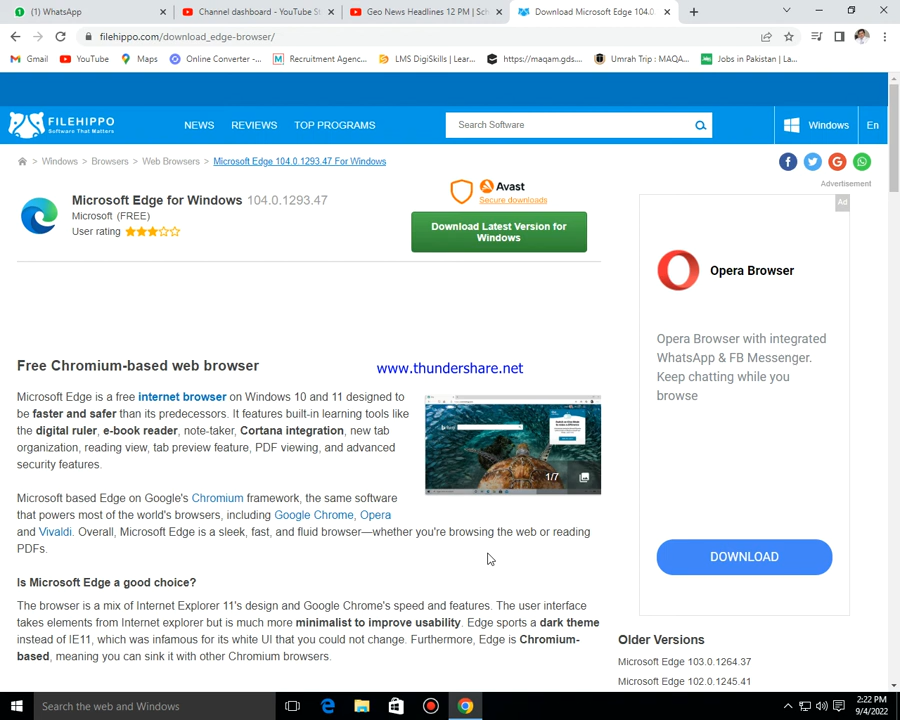 (1) WhatsApp
Channel dashboard - YouTube St
Geo News Headlines 12 PM | Sch
Download Microsoft Edge 104.0
filehippo.com/download_edge-browser/
Gmail
YouTube
Maps
Online Converter -...
Recruitment Agenc...
LMS DigiSkills | Lear...
https://maqam.gds....
Umrah Trip : MAQA...
Jobs in Pakistan | La...
FILEHIPPO
Software That Matters
NEWS
REVIEWS
TOP PROGRAMS
Search Software
Windows
En
Windows > Browsers > Web Browsers > Microsoft Edge 104.0.1293.47 For Windows
Advertisement
Microsoft Edge for Windows 104.0.1293.47
Microsoft (FREE)
User rating
Avast
Secure downloads
Download Latest Version for
Windows
Ad
Opera Browser
Opera Browser with integrated
WhatsApp & FB Messenger.
Keep chatting while you
browse
DOWNLOAD
Free Chromium-based web browser
www.thundershare.net
Microsoft Edge is a free internet browser on Windows 10 and 11 designed to
be faster and safer than its predecessors. It features built-in learning tools like
the digital ruler, e-book reader, note-taker, Cortana integration, new tab
organization, reading view, tab preview feature, PDF viewing, and advanced
security features.
1/7
Microsoft based Edge on Google's Chromium framework, the same software
that powers most of the world's browsers, including Google Chrome, Opera
and Vivaldi. Overall, Microsoft Edge is a sleek, fast, and fluid browser—whether you're browsing the web or reading
PDFs.
Is Microsoft Edge a good choice?
The browser is a mix of Internet Explorer 11's design and Google Chrome's speed and features. The user interface
takes elements from Internet explorer but is much more minimalist to improve usability. Edge sports a dark theme
instead of IE11, which was infamous for its white UI that you could not change. Furthermore, Edge is Chromium-
based, meaning you can sink it with other Chromium browsers.
Older Versions
Microsoft Edge 103.0.1264.37
Microsoft Edge 102.0.1245.41
Search the web and Windows
2:22 PM
9/4/2022